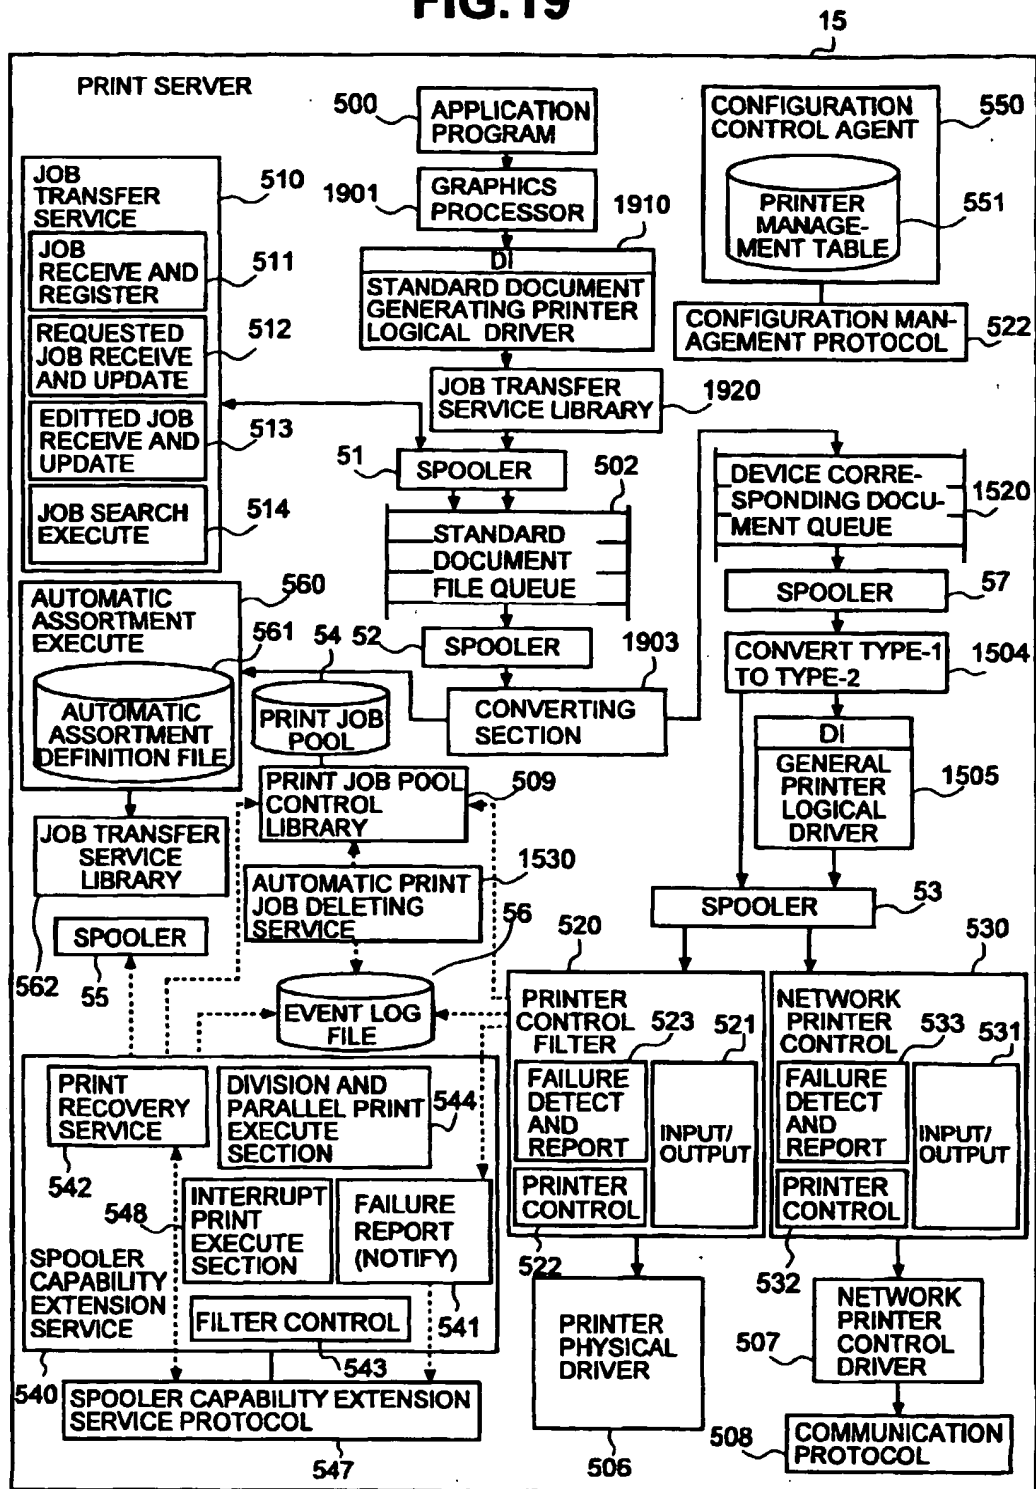 FIG.19
15
PRINT SERVER
500
APPLICATION
PROGRAM
1901
GRAPHICS
PROCESSOR
1910
DI
STANDARD DOCUMENT
GENERATING PRINTER
LOGICAL DRIVER
JOB TRANSFER
SERVICE LIBRARY
1920
CONFIGURATION
CONTROL AGENT
550
PRINTER
MANAGE-
MENT TABLE
551
CONFIGURATION MAN-
AGEMENT PROTOCOL
522
JOB
TRANSFER
SERVICE
510
JOB
RECEIVE AND
REGISTER
511
REQUESTED
JOB RECEIVE
AND UPDATE
512
EDITTED JOB
RECEIVE AND
UPDATE
513
JOB SEARCH
EXECUTE
514
51
SPOOLER
502
STANDARD
DOCUMENT
FILE QUEUE
52
SPOOLER
1903
CONVERTING
SECTION
DEVICE CORRE-
SPONDING DOCU-
MENT QUEUE
1520
SPOOLER
57
CONVERT TYPE-1
TO TYPE-2
1504
DI
GENERAL
PRINTER
LOGICAL
DRIVER
1505
AUTOMATIC
ASSORTMENT
EXECUTE
560
561
AUTOMATIC
ASSORTMENT
DEFINITION FILE
54
PRINT JOB
POOL
PRINT JOB POOL
CONTROL
LIBRARY
509
JOB TRANSFER
SERVICE
LIBRARY
562
AUTOMATIC PRINT
JOB DELETING
SERVICE
1530
SPOOLER
55
56
EVENT LOG
FILE
SPOOLER
53
520
PRINTER
CONTROL
FILTER
523
521
FAILURE
DETECT
AND
REPORT
INPUT/
OUTPUT
PRINTER
CONTROL
522
530
NETWORK
PRINTER
CONTROL
533
531
FAILURE
DETECT
AND
REPORT
INPUT/
OUTPUT
PRINTER
CONTROL
532
PRINT
RECOVERY
SERVICE
542
DIVISION AND
PARALLEL PRINT
EXECUTE
SECTION
544
548
INTERRUPT
PRINT
EXECUTE
SECTION
FAILURE
REPORT
(NOTIFY)
541
SPOOLER
CAPABILITY
EXTENSION
SERVICE
FILTER CONTROL
543
540
SPOOLER CAPABILITY EXTENSION
SERVICE PROTOCOL
547
PRINTER
PHYSICAL
DRIVER
506
NETWORK
PRINTER
CONTROL
DRIVER
507
508
COMMUNICATION
PROTOCOL